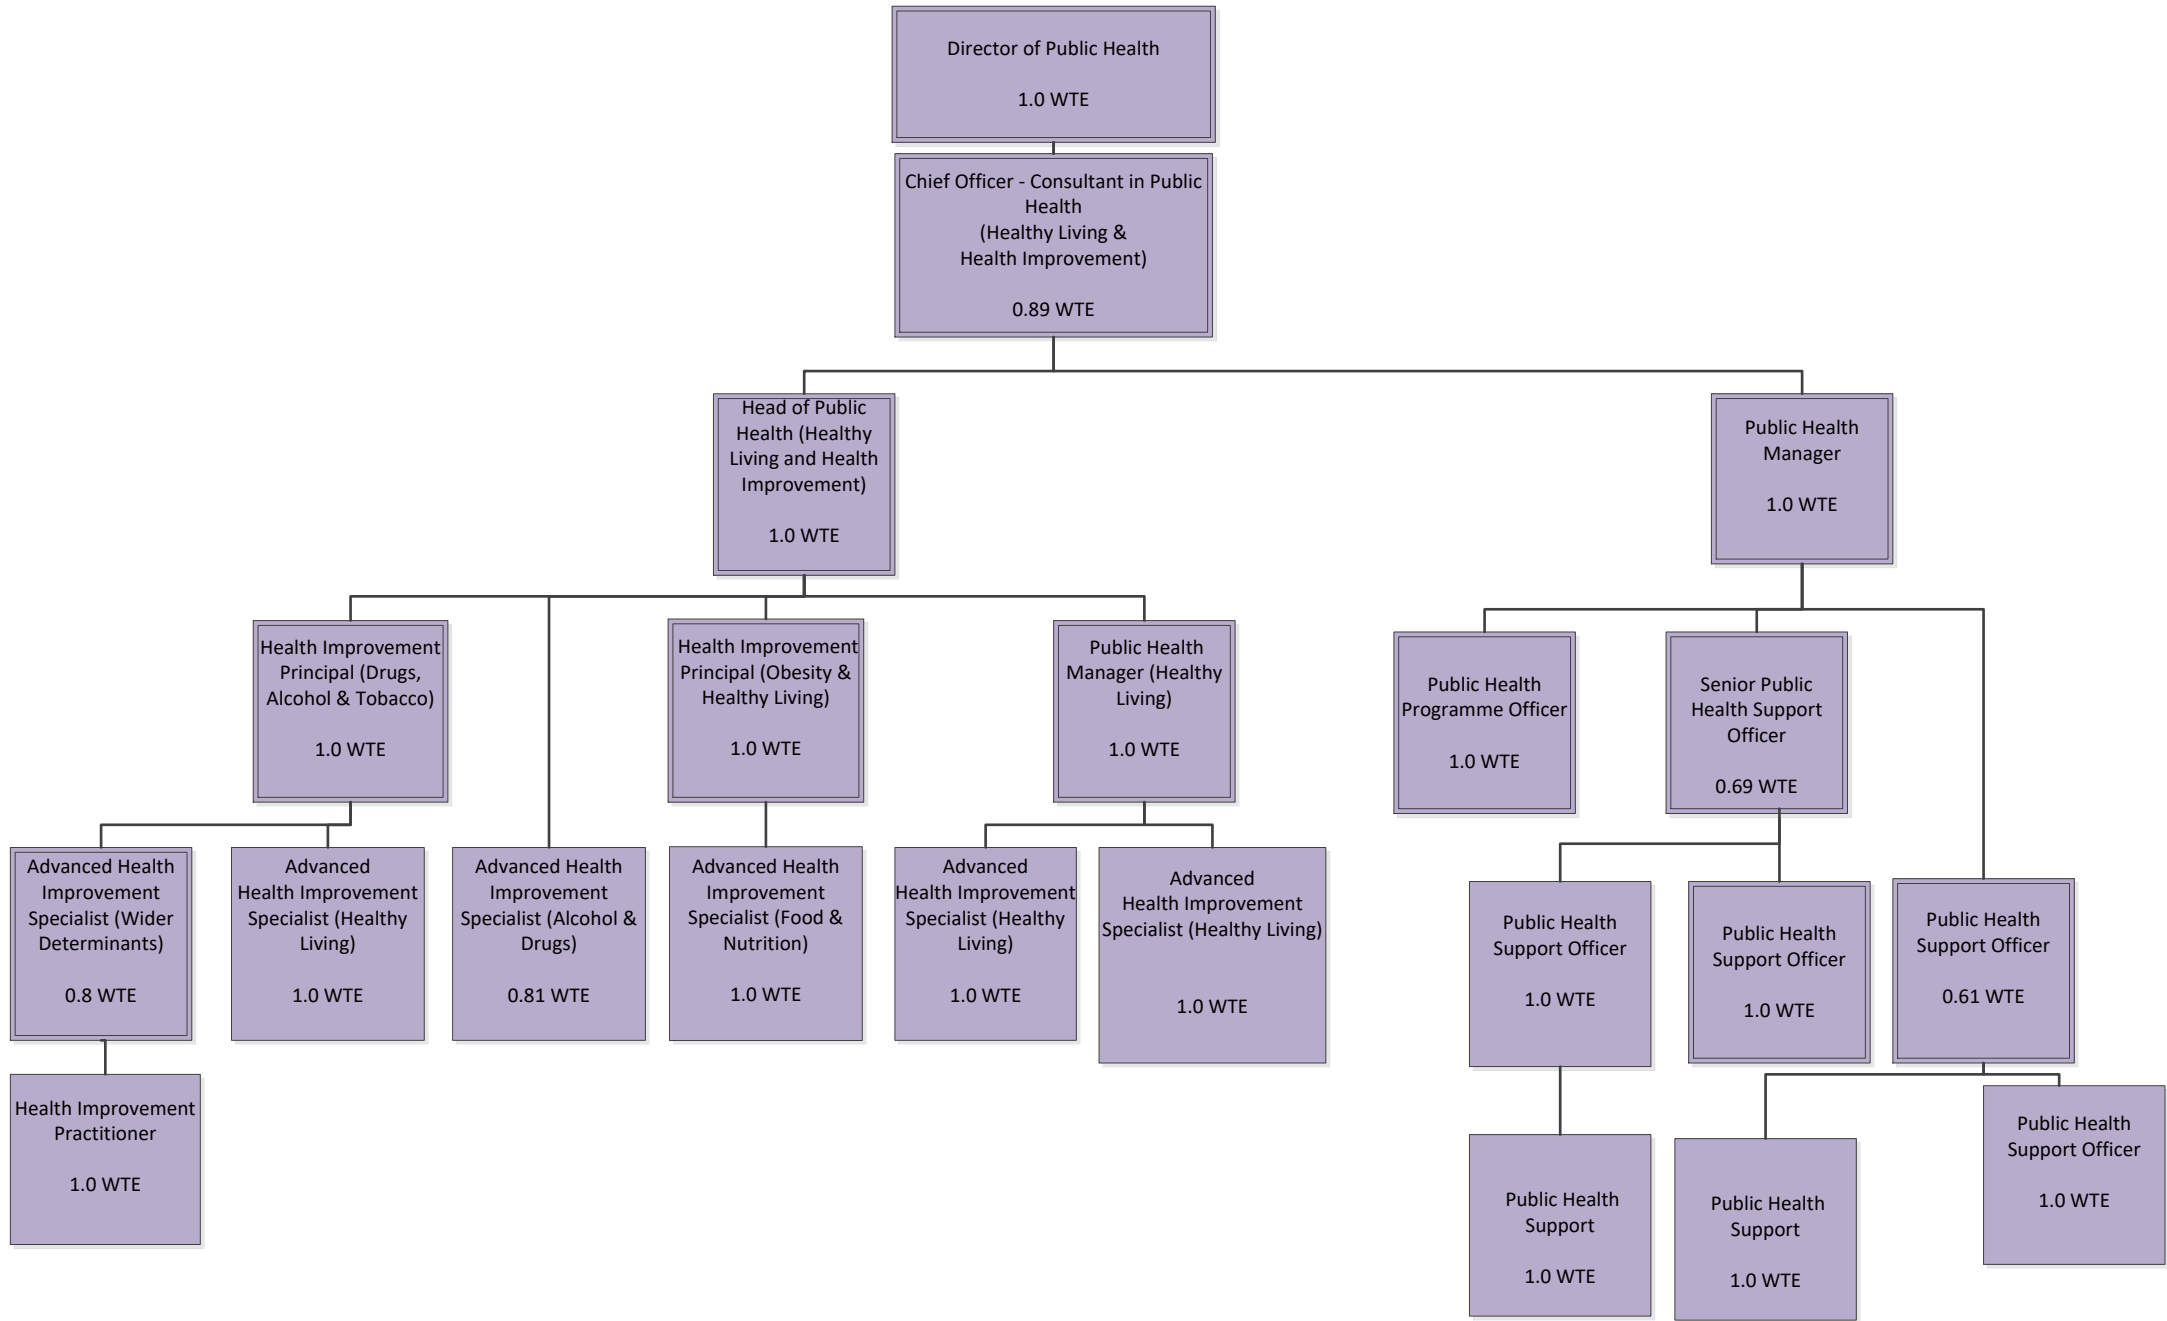 Director of Public Health
1.0 WTE
Chief Officer - Consultant in Public
Health
(Healthy Living &
Health Improvement)
0.89 WTE
Head of Public
Health (Healthy
Living and Health
Improvement)
1.0 WTE
Public Health
Manager
1.0 WTE
Health Improvement
Principal (Drugs,
Alcohol & Tobacco)
1.0 WTE
Health Improvement
Principal (Obesity &
Healthy Living)
1.0 WTE
Public Health
Manager (Healthy
Living)
1.0 WTE
Public Health
Programme Officer
1.0 WTE
Senior Public
Health Support
Officer
0.69 WTE
Advanced Health
Improvement
Specialist (Wider
Determinants)
0.8 WTE
Advanced
Health Improvement
Specialist (Healthy
Living)
1.0 WTE
Advanced Health
Improvement
Specialist (Alcohol &
Drugs)
0.81 WTE
Advanced Health
Improvement
Specialist (Food &
Nutrition)
1.0 WTE
Advanced
Health Improvement
Specialist (Healthy
Living)
1.0 WTE
Advanced
Health Improvement
Specialist (Healthy Living)
1.0 WTE
Public Health
Support Officer
1.0 WTE
Public Health
Support Officer
1.0 WTE
Public Health
Support Officer
0.61 WTE
Health Improvement
Practitioner
1.0 WTE
Public Health
Support
1.0 WTE
Public Health
Support
1.0 WTE
Public Health
Support Officer
1.0 WTE